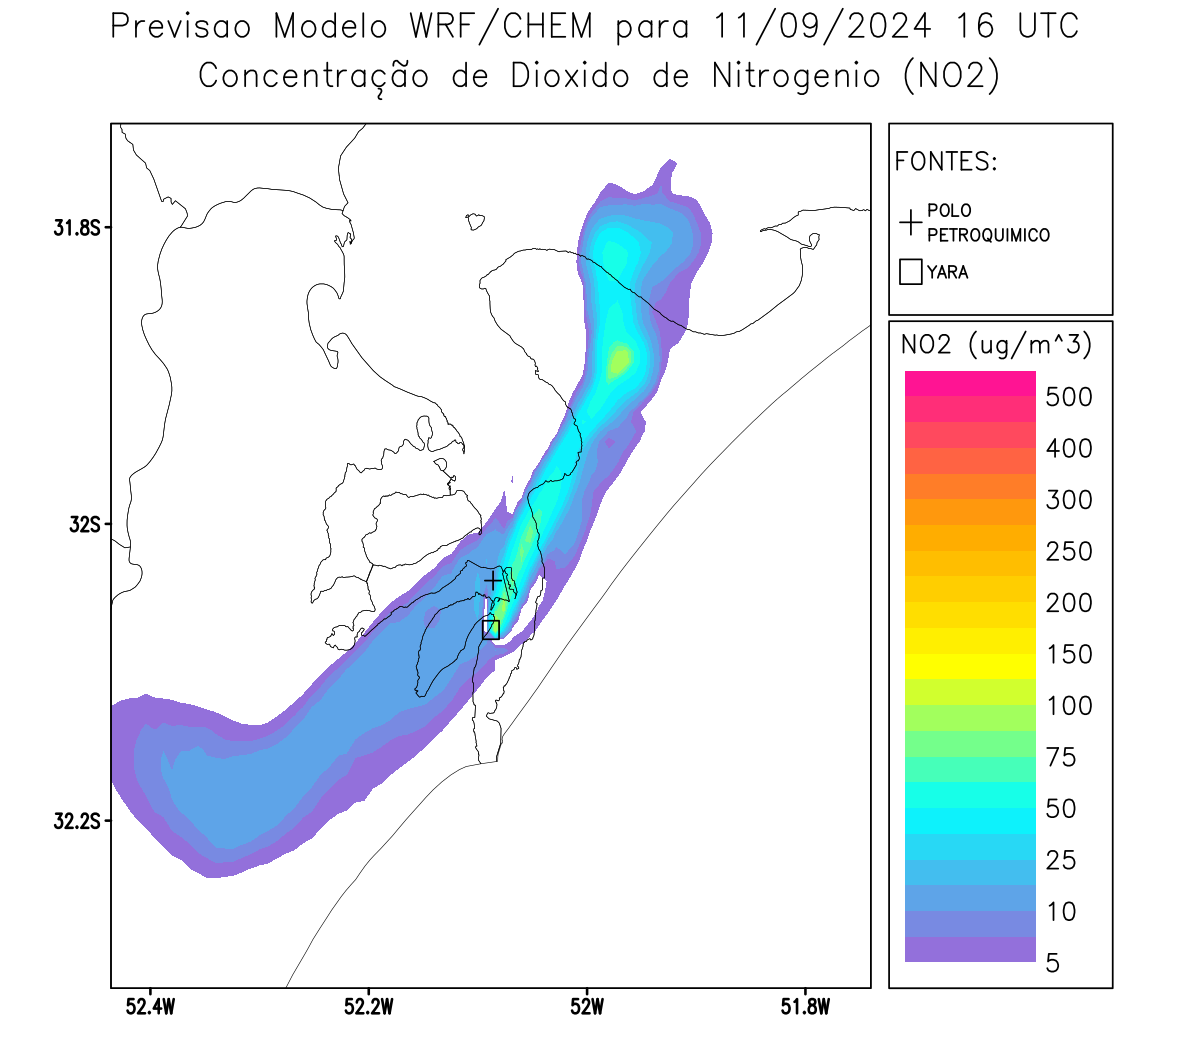 Previsao Modelo WRF/CHEM para 11/09/2024 16 UTC
Concentração de Dioxido de Nitrogenio (NO2)
FONTES:
POLO
PETROQUIMICO
YARA
NO2 (ug/m^3)
500
400
300
250
200
150
100
75
50
25
10
5
31.8S
32S
32.2S
52.4W
52.2W
52W
51.8W